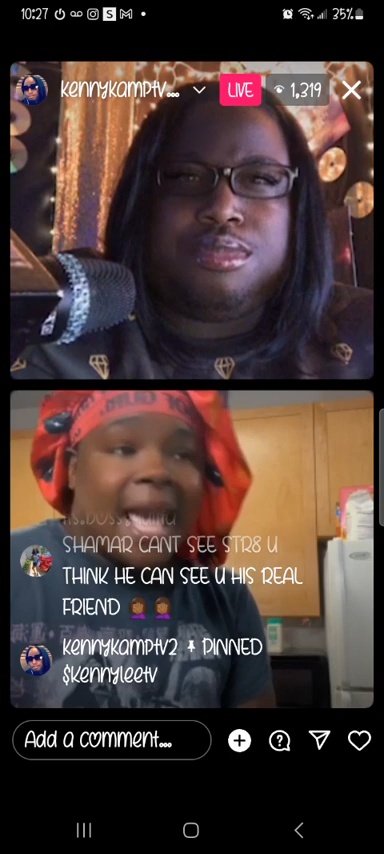 10:27
35%
kennykamptv...
LIVE
1,319
SHAMAR CANT SEE STR8 U
THINK HE CAN SEE U HIS REAL
FRIEND 🤦🏾‍♀️ 🤦🏾‍♀️
kennykamptv2 📌 PINNED
$kennyleetv
Add a comment...